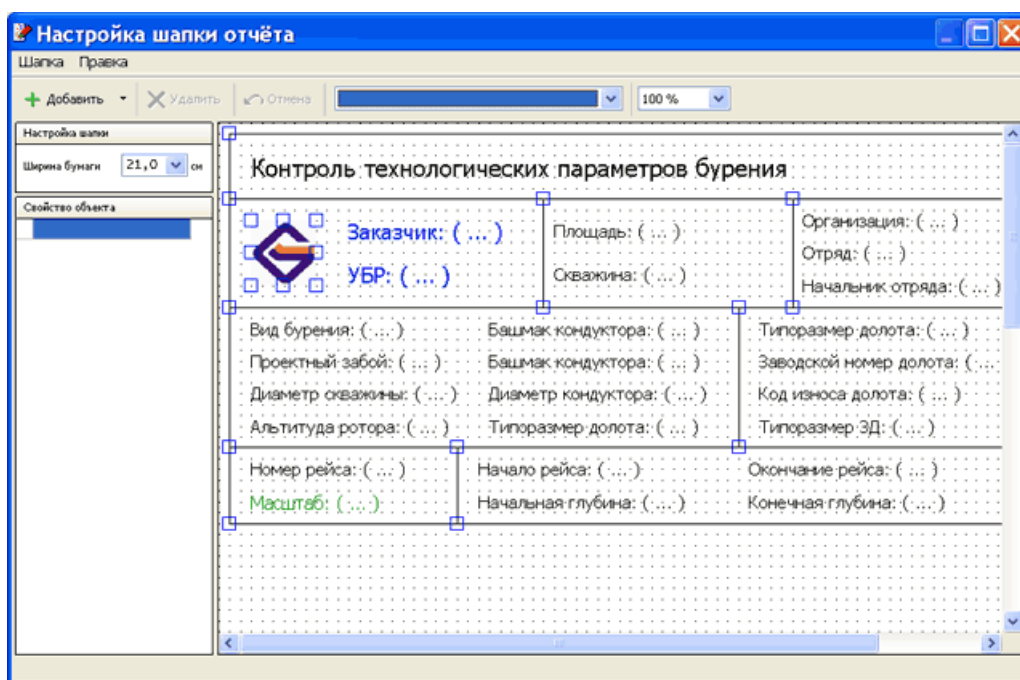 Настройка шапки отчёта
Шапка Правка
Добавить Удалить Отмена 100 %
Настройка шапки
Ширина бумаги 21,0 см
Свойство объекта
Контроль технологических параметров бурения
Заказчик: ( ... )
УБР: ( ... )
Площадь: ( ... )
Скважина: ( ... )
Организация: ( ... )
Отряд: ( ... )
Начальник отряда: ( ... )
Вид бурения: ( ... ) Башмак кондуктора: ( ... ) Типоразмер долота: ( ... )
Проектный забой: ( ... ) Башмак кондуктора: ( ... ) Заводской номер долота: ( ...
Диаметр скважины: ( ... ) Диаметр кондуктора: ( ... ) Код износа долота: ( ... )
Альтитуда ротора: ( ... ) Типоразмер долота: ( ... ) Типоразмер ЗД: ( ... )
Номер рейса: ( ... ) Начало рейса: ( ... ) Окончание рейса: ( ... )
Масштаб: ( ... ) Начальная глубина: ( ... ) Конечная глубина: ( ... )